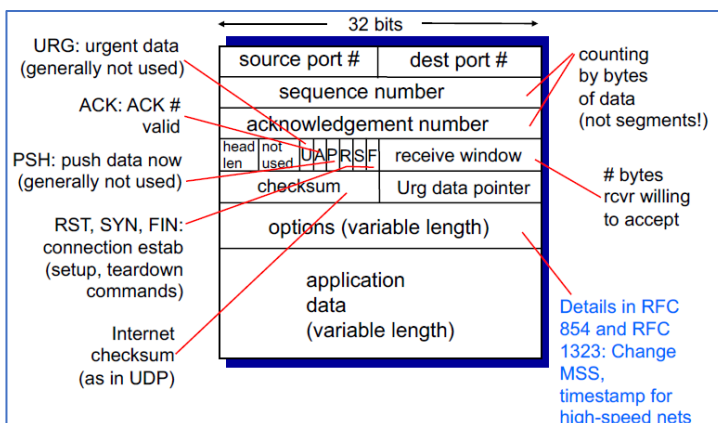 32 bits
URG: urgent data
(generally not used)
ACK: ACK #
valid
PSH: push data now
(generally not used)
RST, SYN, FIN:
connection estab
(setup, teardown
commands)
Internet
checksum
(as in UDP)
source port #
dest port #
sequence number
acknowledgement number
head
len
not
used
U A P R S F
receive window
checksum
Urg data pointer
options (variable length)
application
data
(variable length)
counting
by bytes
of data
(not segments!)
# bytes
rcvr willing
to accept
Details in RFC
854 and RFC
1323: Change
MSS,
timestamp for
high-speed nets